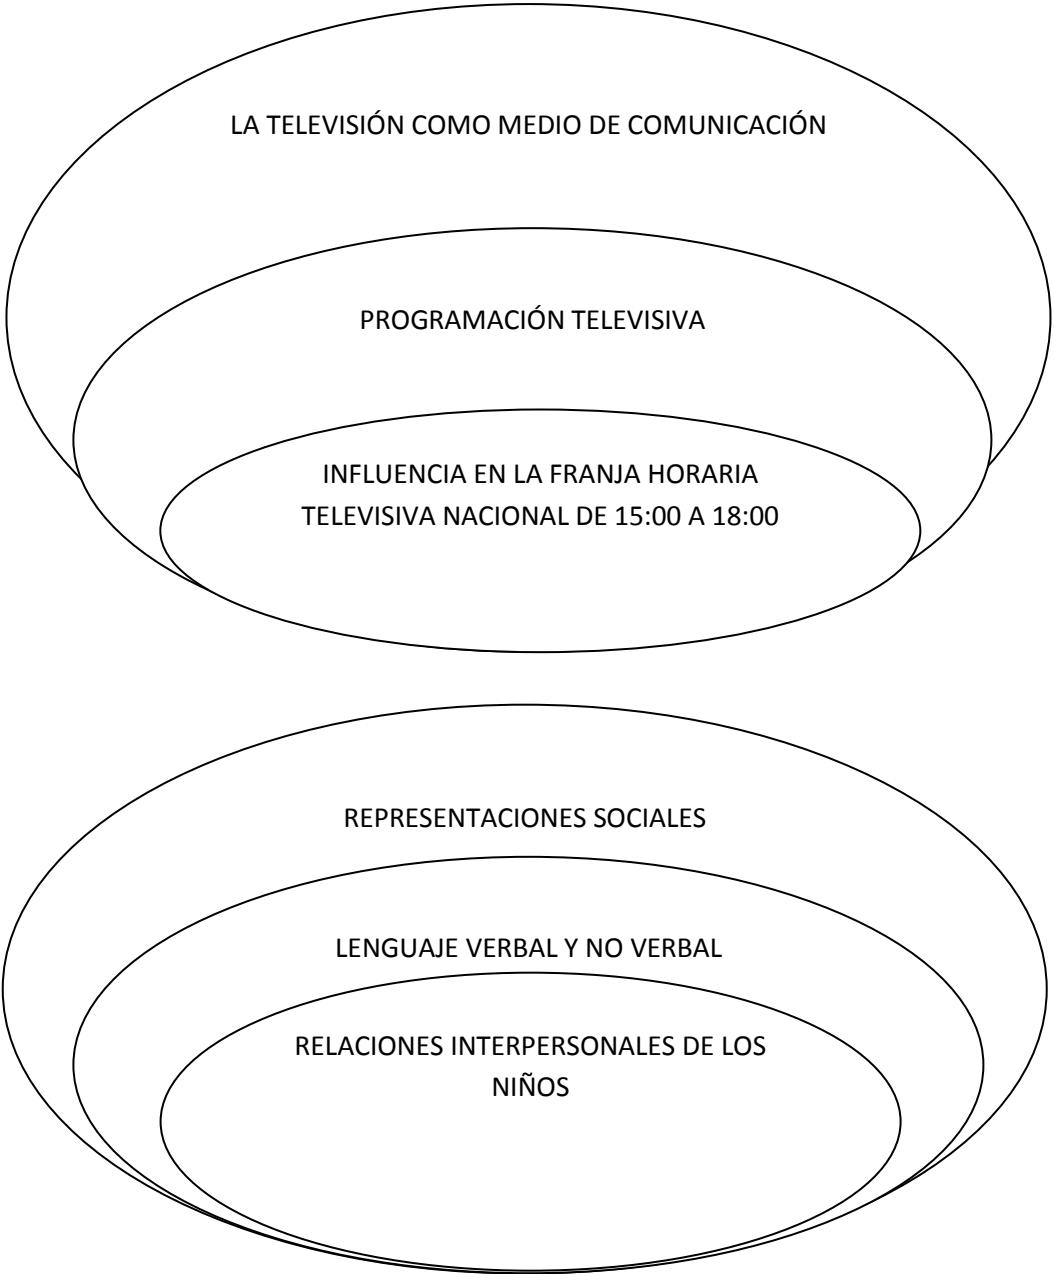 LA TELEVISIÓN COMO MEDIO DE COMUNICACIÓN
PROGRAMACIÓN TELEVISIVA
INFLUENCIA EN LA FRANJA HORARIA
TELEVISIVA NACIONAL DE 15:00 A 18:00
REPRESENTACIONES SOCIALES
LENGUAJE VERBAL Y NO VERBAL
RELACIONES INTERPERSONALES DE LOS
NIÑOS